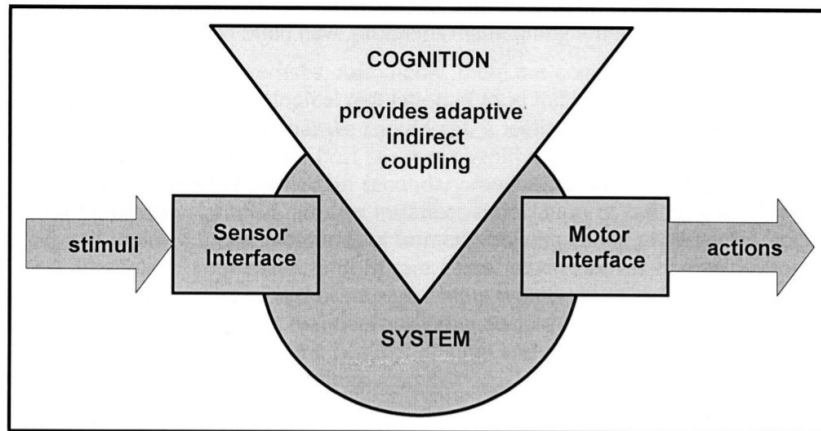 COGNITION
provides adaptive
indirect
coupling
stimuli
Sensor
Interface
Motor
Interface
actions
SYSTEM